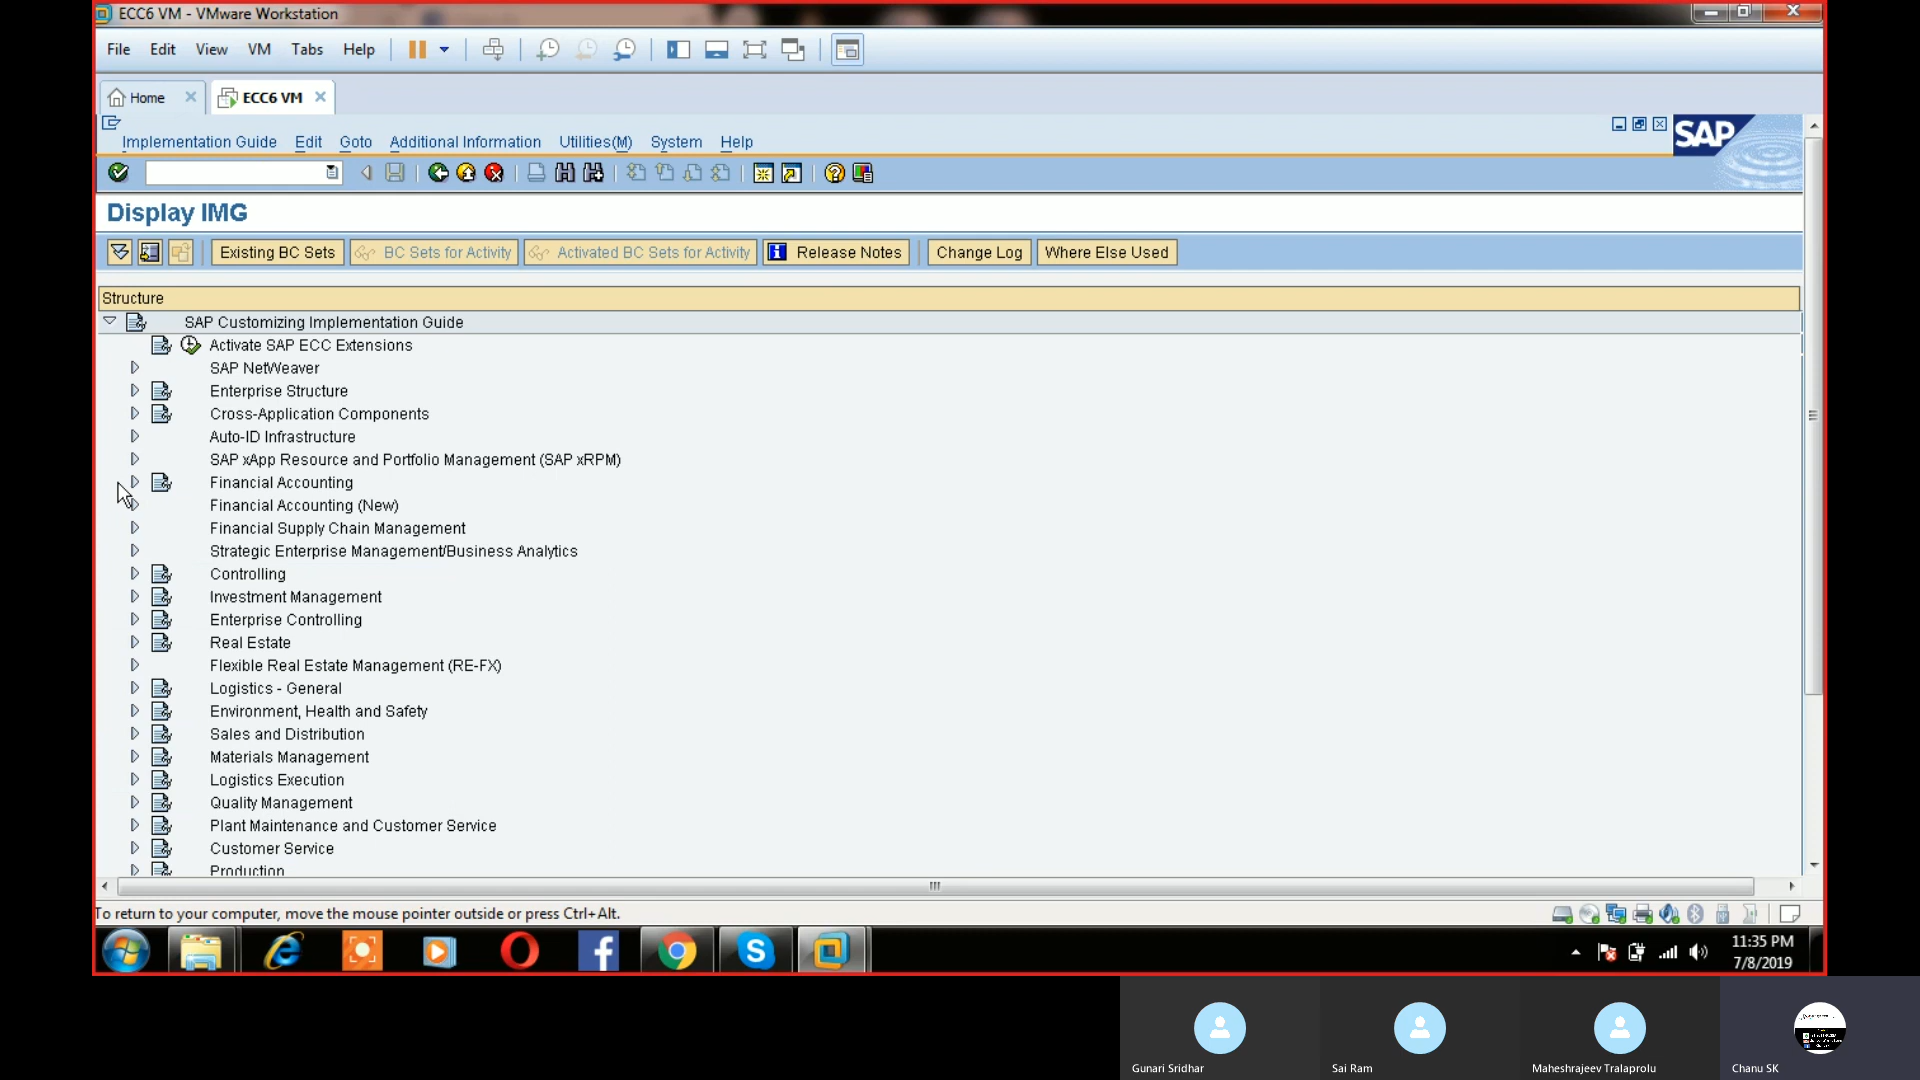 ECC6 VM - VMware Workstation
File Edit View VM Tabs Help
Home ECC6 VM
Implementation Guide Edit Goto Additional Information Utilities(M) System Help
SAP
Display IMG
Existing BC Sets BC Sets for Activity Activated BC Sets for Activity Release Notes Change Log Where Else Used
Structure
SAP Customizing Implementation Guide
Activate SAP ECC Extensions
SAP NetWeaver
Enterprise Structure
Cross-Application Components
Auto-ID Infrastructure
SAP xApp Resource and Portfolio Management (SAP xRPM)
Financial Accounting
Financial Accounting (New)
Financial Supply Chain Management
Strategic Enterprise Management/Business Analytics
Controlling
Investment Management
Enterprise Controlling
Real Estate
Flexible Real Estate Management (RE-FX)
Logistics - General
Environment, Health and Safety
Sales and Distribution
Materials Management
Logistics Execution
Quality Management
Plant Maintenance and Customer Service
Customer Service
Production
To return to your computer, move the mouse pointer outside or press Ctrl+Alt.
11:35 PM
7/8/2019
Gunari Sridhar Sai Ram Maheshrajeev Tralaprolu Chanu SK